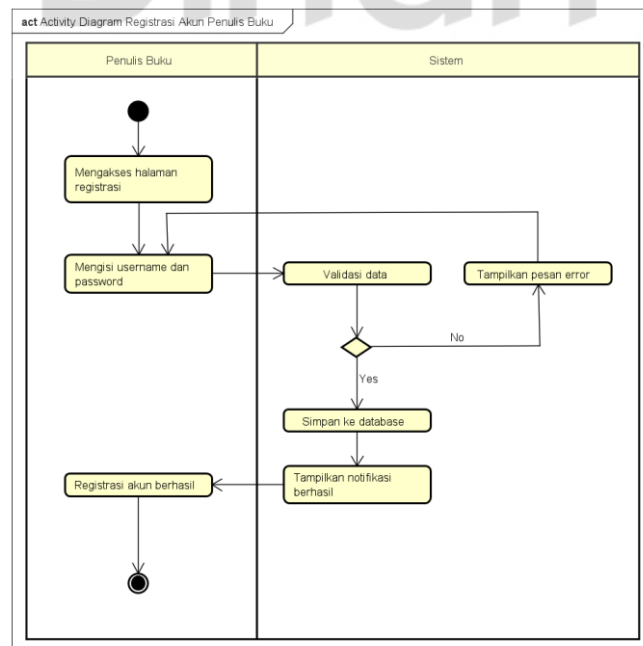 act Activity Diagram Registrasi Akun Penulis Buku
Penulis Buku
Sistem
Mengakses halaman
registrasi
Mengisi username dan
password
Validasi data
Tampilkan pesan error
No
Yes
Simpan ke database
Tampilkan notifikasi
berhasil
Registrasi akun berhasil